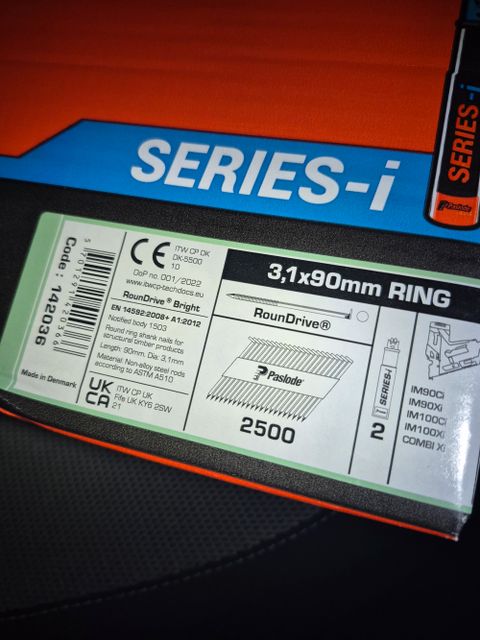 SERIES-i
SERIES-i
Paslode
Code : 142036
Made in Denmark
CE
ITW CP DK
DK-5500
10
DoP no. 001/2022
www.itwcp-techdocs.eu
RounDrive® Bright
EN 14592:2008+ A1:2012
Notified body 1503
Round ring shank nails for
structural timber products
Length: 90mm. Dia: 3,1mm
Material: Non-alloy steel rods
according to ASTM A510
UK
CA
ITW CP UK
Fife UK KY6 2SW
21
3,1x90mm RING
RounDrive®
Paslode
2500
SERIES-i
2
IM90Ci
IM90Xi
IM100Ci
IM100Xi
COMBI Xi